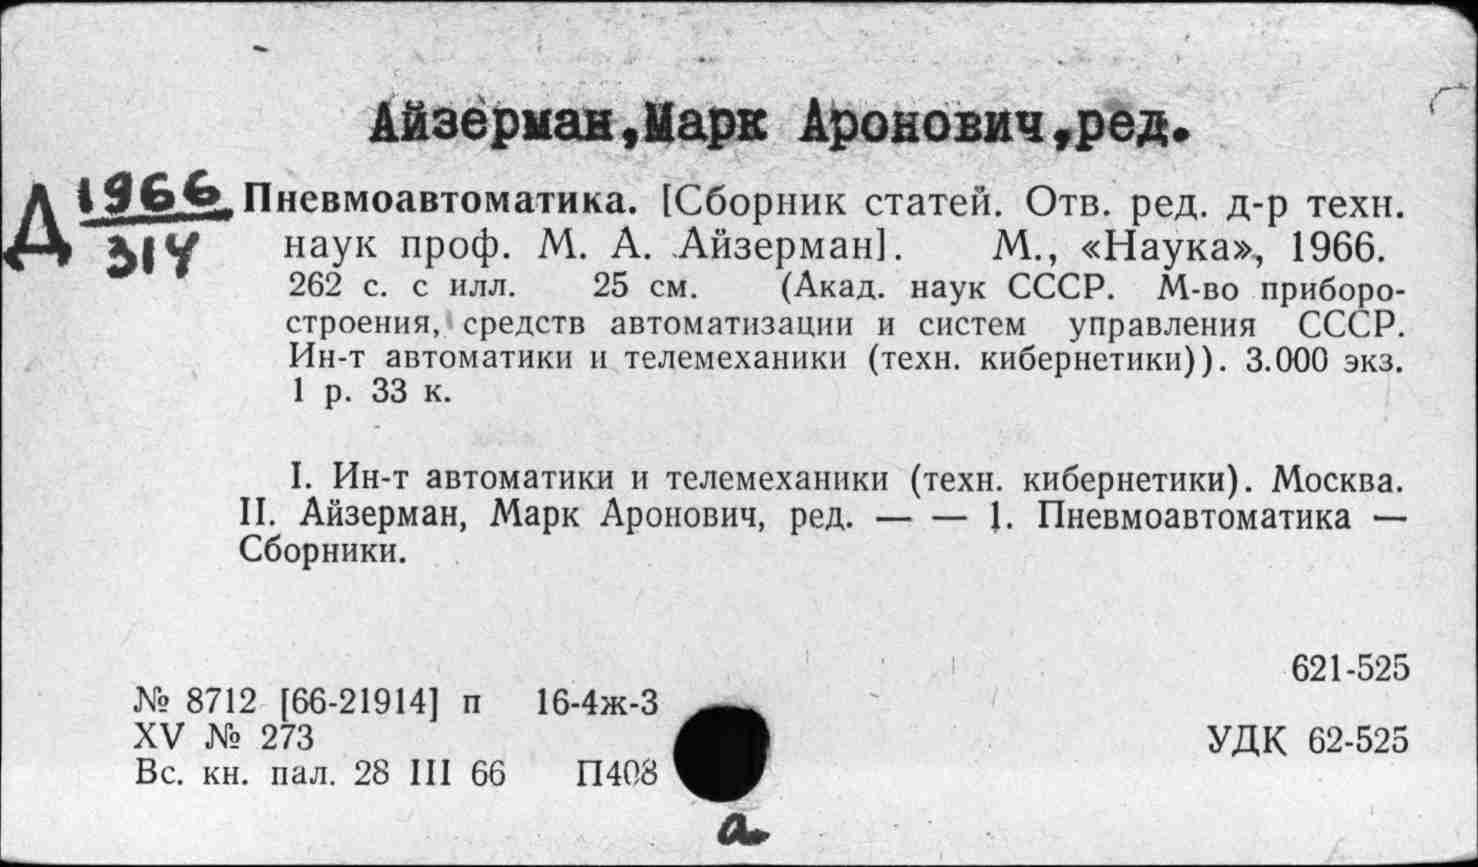 Айзерман,Марк Аронович,ред.
Д 1966
314
Пневмоавтоматика. [Сборник статей. Отв. ред. д-р техн.
наук проф. М. А. Айзерман]. М., «Наука», 1966.
262 с. с илл. 25 см. (Акад. наук СССР. М-во приборо-
строения, средств автоматизации и систем управления СССР.
Ин-т автоматики и телемеханики (техн. кибернетики)). 3.000 экз.
1 р. 33 к.
I. Ин-т автоматики и телемеханики (техн. кибернетики). Москва.
II. Айзерман, Марк Аронович, ред. — — 1. Пневмоавтоматика —
Сборники.
621-525
№ 8712 [66-21914] п 16-4ж-3
XV № 273
УДК 62-525
Вс. кн. пал. 28 III 66 П408
а